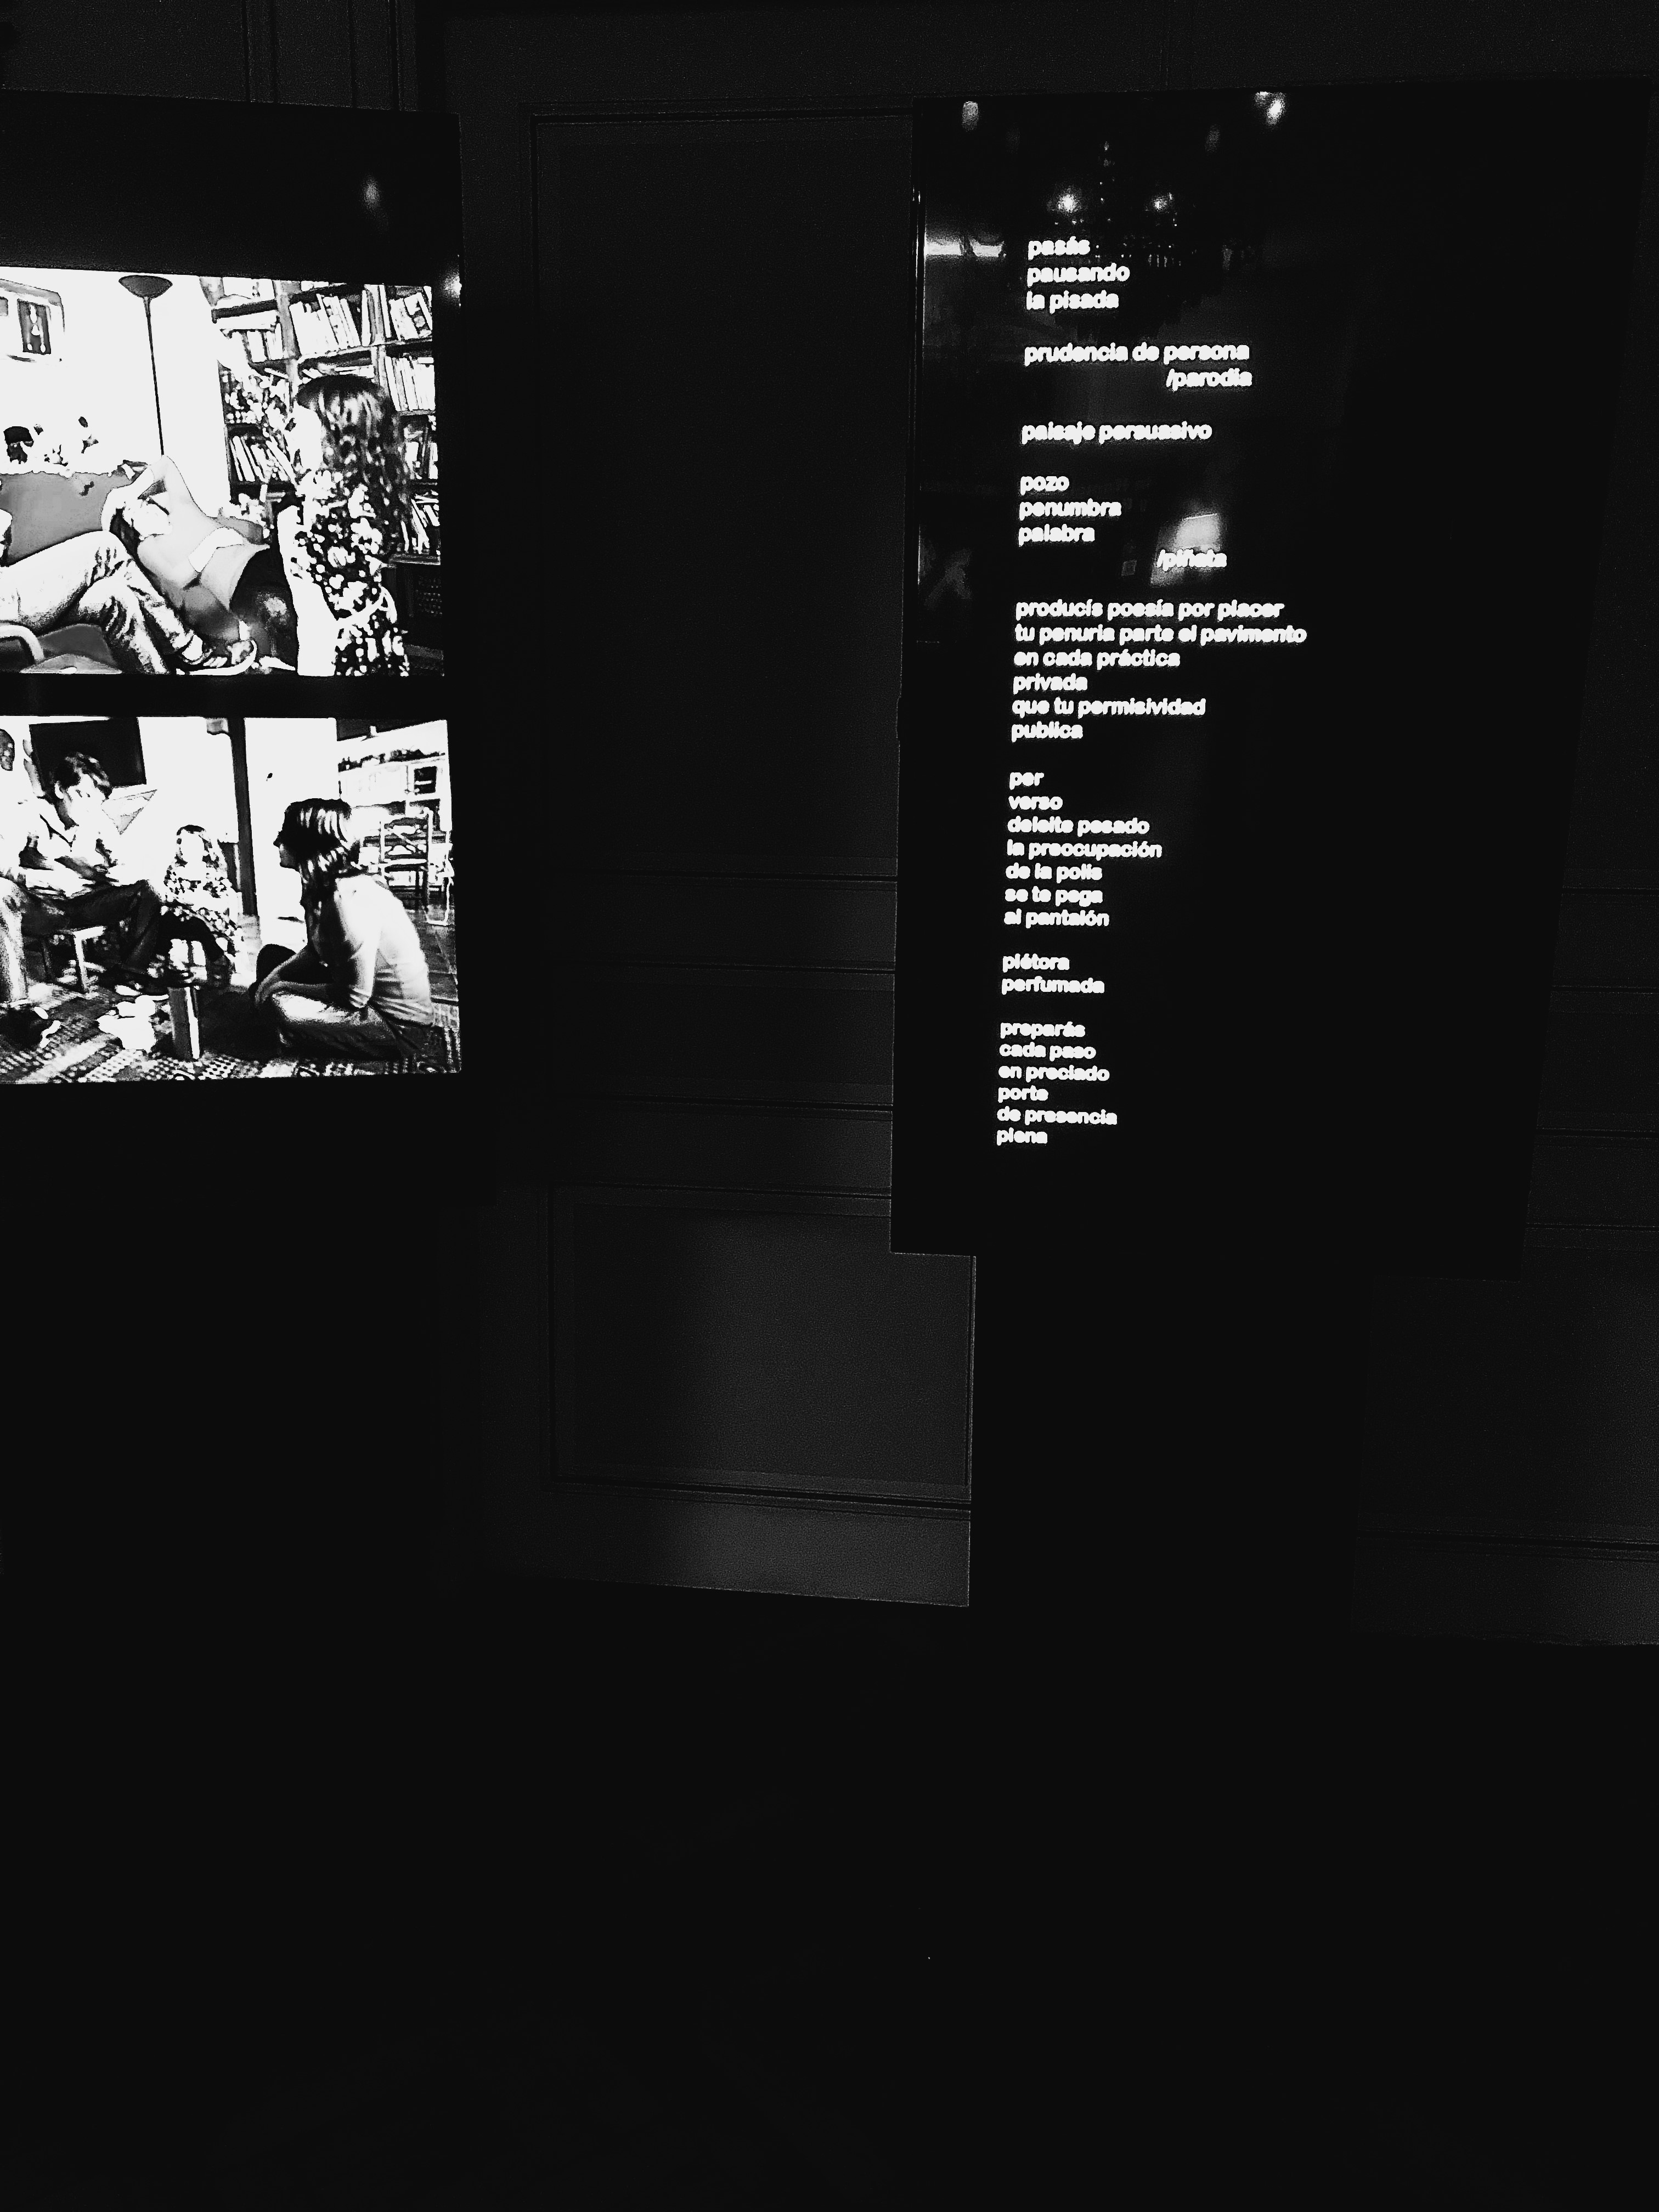 pasás
pausando
la pisada
prudencia de persona
/parodia
paisaje persuasivo
pozo
penumbra
palabra
/piñata
producís poesía por placer
tu penuria parte el pavimento
en cada práctica
privada
que tu permisividad
publica
per
verso
deleite pesado
la preocupación
de la polis
se te pega
al pantalón
plétora
perfumada
preparás
cada paso
en preciado
porte
de presencia
plena